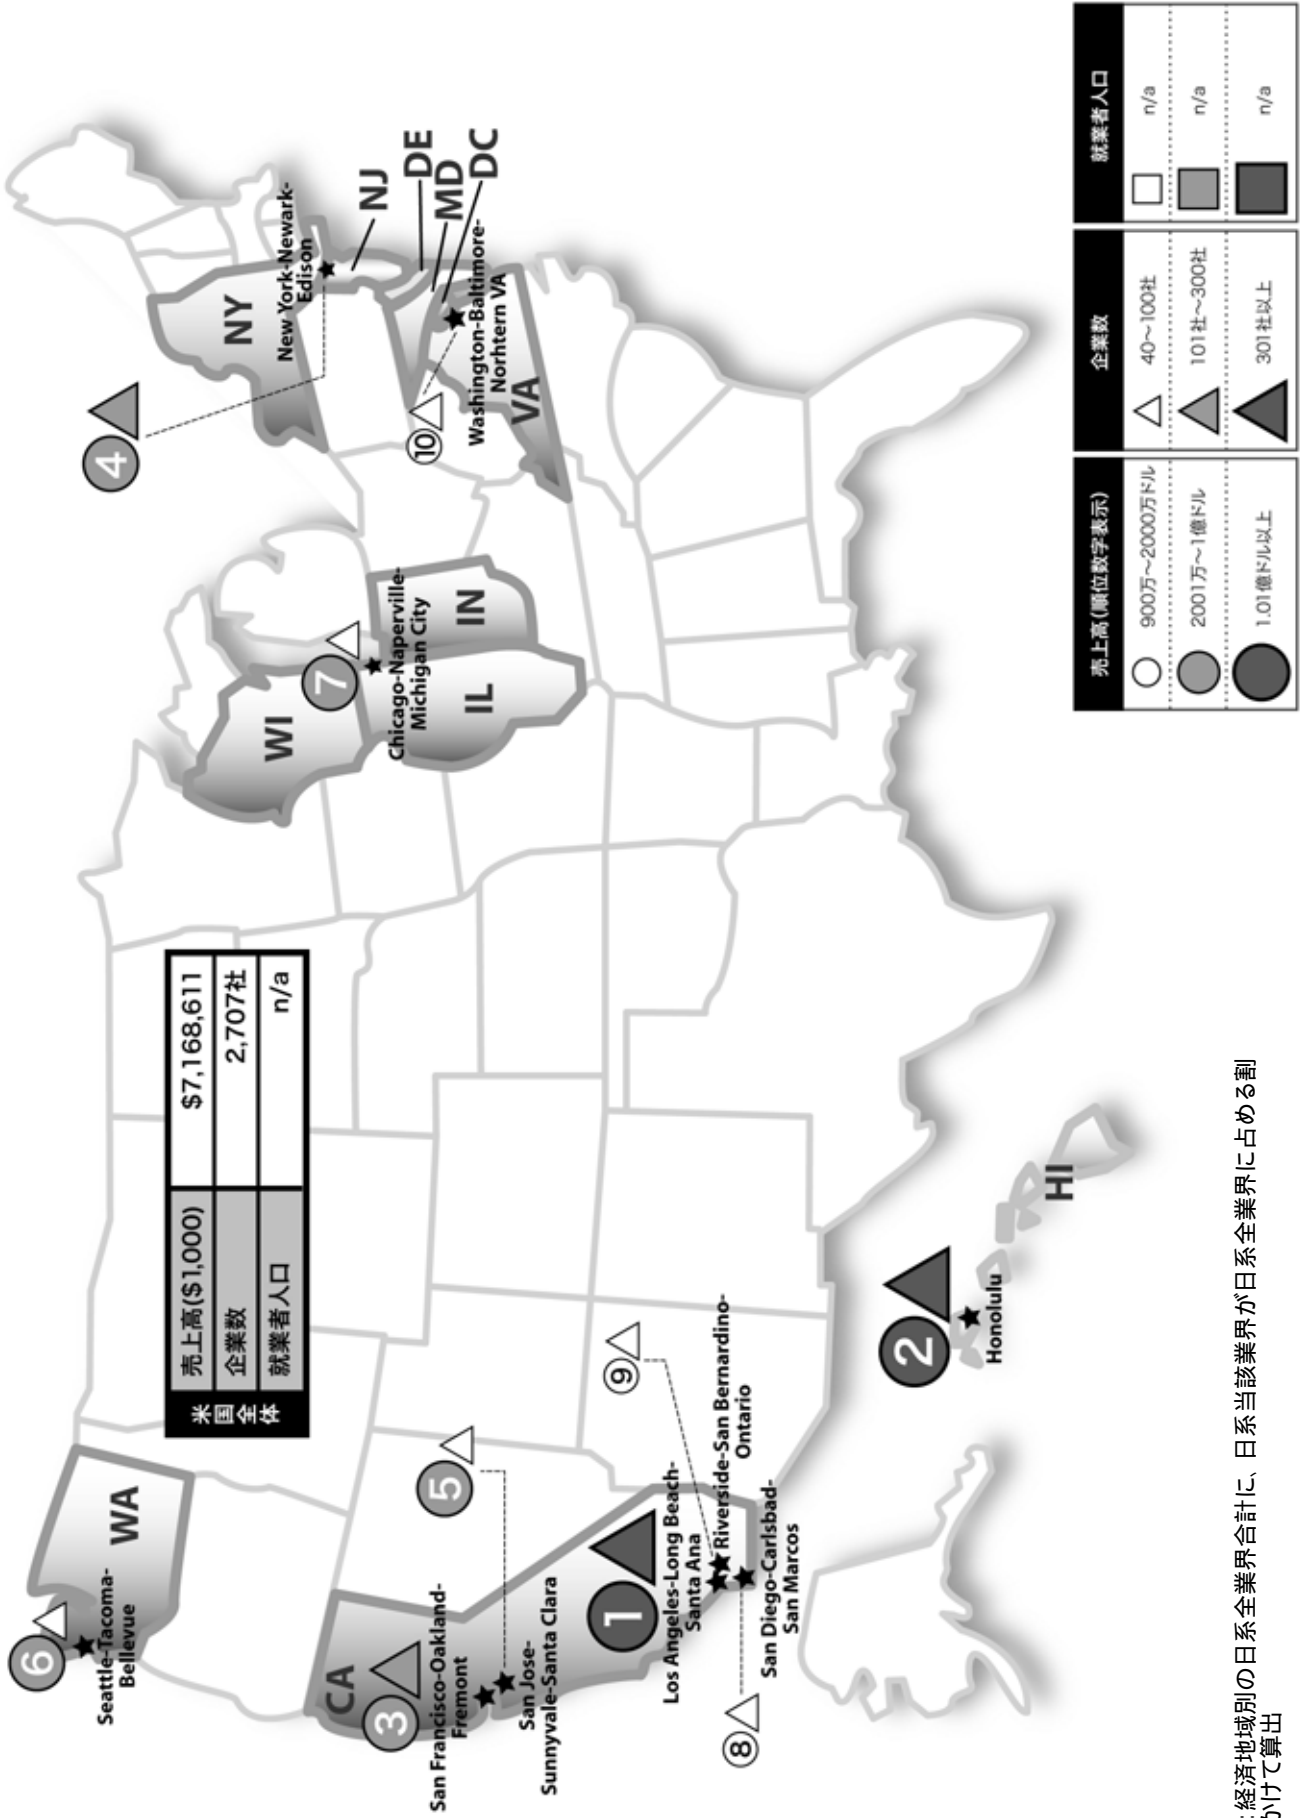 米国全体
売上高($1,000) $7,168,611
企業数 2,707社
就業者人口 n/a
WA
6
Seattle-Tacoma-
Bellevue
CA
3
San Francisco-Oakland-
Fremont
5
San Jose-
Sunnyvale-Santa Clara
1
Los Angeles-Long Beach-
Santa Ana
9
Riverside-San Bernardino-
Ontario
8
San Diego-Carlsbad-
San Marcos
2
Honolulu
HI
WI
7
Chicago-Naperville-
Michigan City
IL
IN
4
NY
New York-Newark-
Edison
NJ
DE
MD
DC
10
Washington-Baltimore-
Norhtern VA
VA
売上高(順位数字表示)
900万〜2000万ドル
2001万〜1億ドル
1.01億ドル以上
企業数
40〜100社
101社〜300社
301社以上
就業者人口
n/a
n/a
n/a
:経済地域別の日系全業界合計に、日系当該業界が日系全業界に占める割
かけて算出